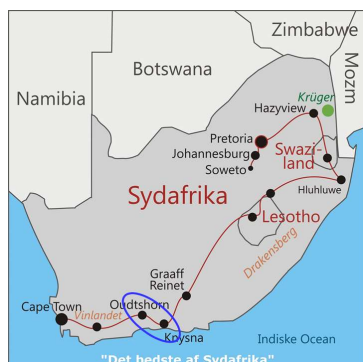 Zimbabwe
Botswana
Mozm
Namibia
Krüger
Hazyview
Pretoria
Johannesburg
Soweto
Swazi-
land
Hluhluwe
Sydafrika
Lesotho
Drakensberg
Graaff
Reinet
Oudtshorn
Cape Town
Vinlandet
Knysna
Indiske Ocean
"Det bedste af Sydafrika"